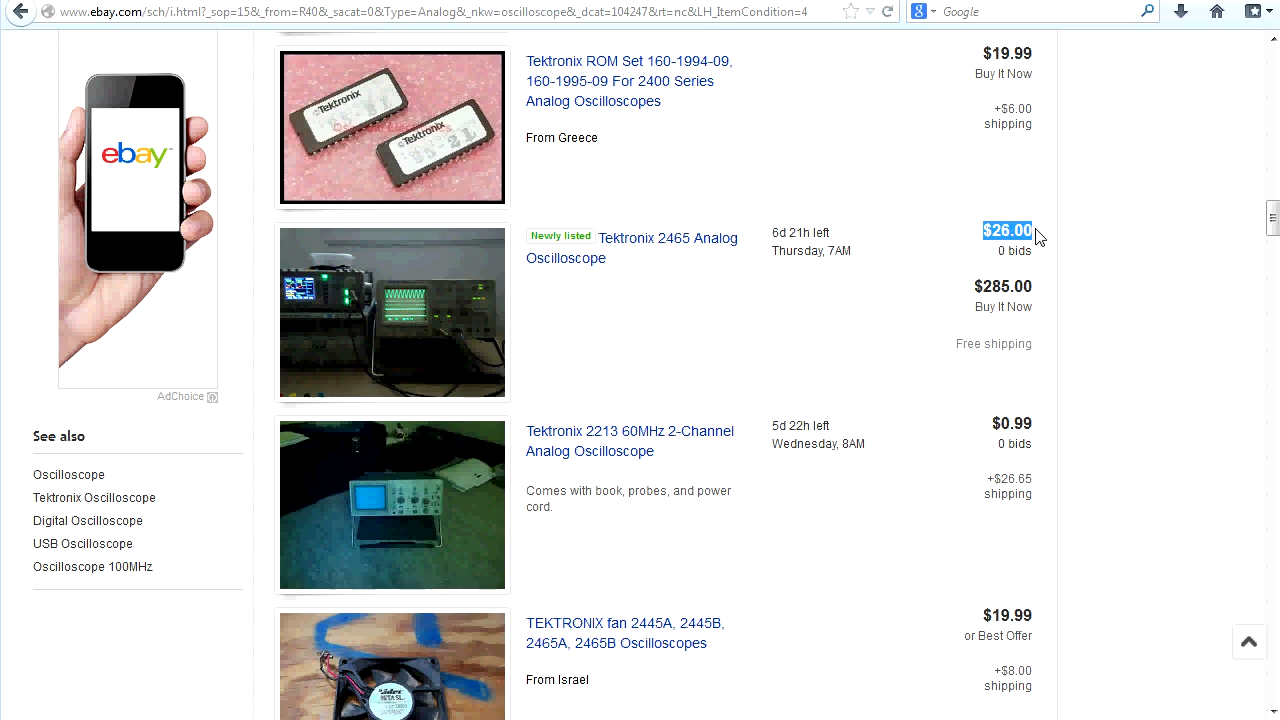 www.ebay.com/sch/i.html?_sop=15&_from=R40&_sacat=0&Type=Analog&_nkw=oscilloscope&_dcat=104247&rt=nc&LH_ItemCondition=4
Google
ebay
AdChoice
See also
Oscilloscope
Tektronix Oscilloscope
Digital Oscilloscope
USB Oscilloscope
Oscilloscope 100MHz
Tektronix
Tektronix
Tektronix ROM Set 160-1994-09,
160-1995-09 For 2400 Series
Analog Oscilloscopes
From Greece
$19.99
Buy It Now
+$6.00
shipping
Newly listed Tektronix 2465 Analog
Oscilloscope
6d 21h left
Thursday, 7AM
$26.00
0 bids
$285.00
Buy It Now
Free shipping
Tektronix 2213 60MHz 2-Channel
Analog Oscilloscope
Comes with book, probes, and power
cord.
5d 22h left
Wednesday, 8AM
$0.99
0 bids
+$26.65
shipping
TEKTRONIX fan 2445A, 2445B,
2465A, 2465B Oscilloscopes
From Israel
$19.99
or Best Offer
+$8.00
shipping